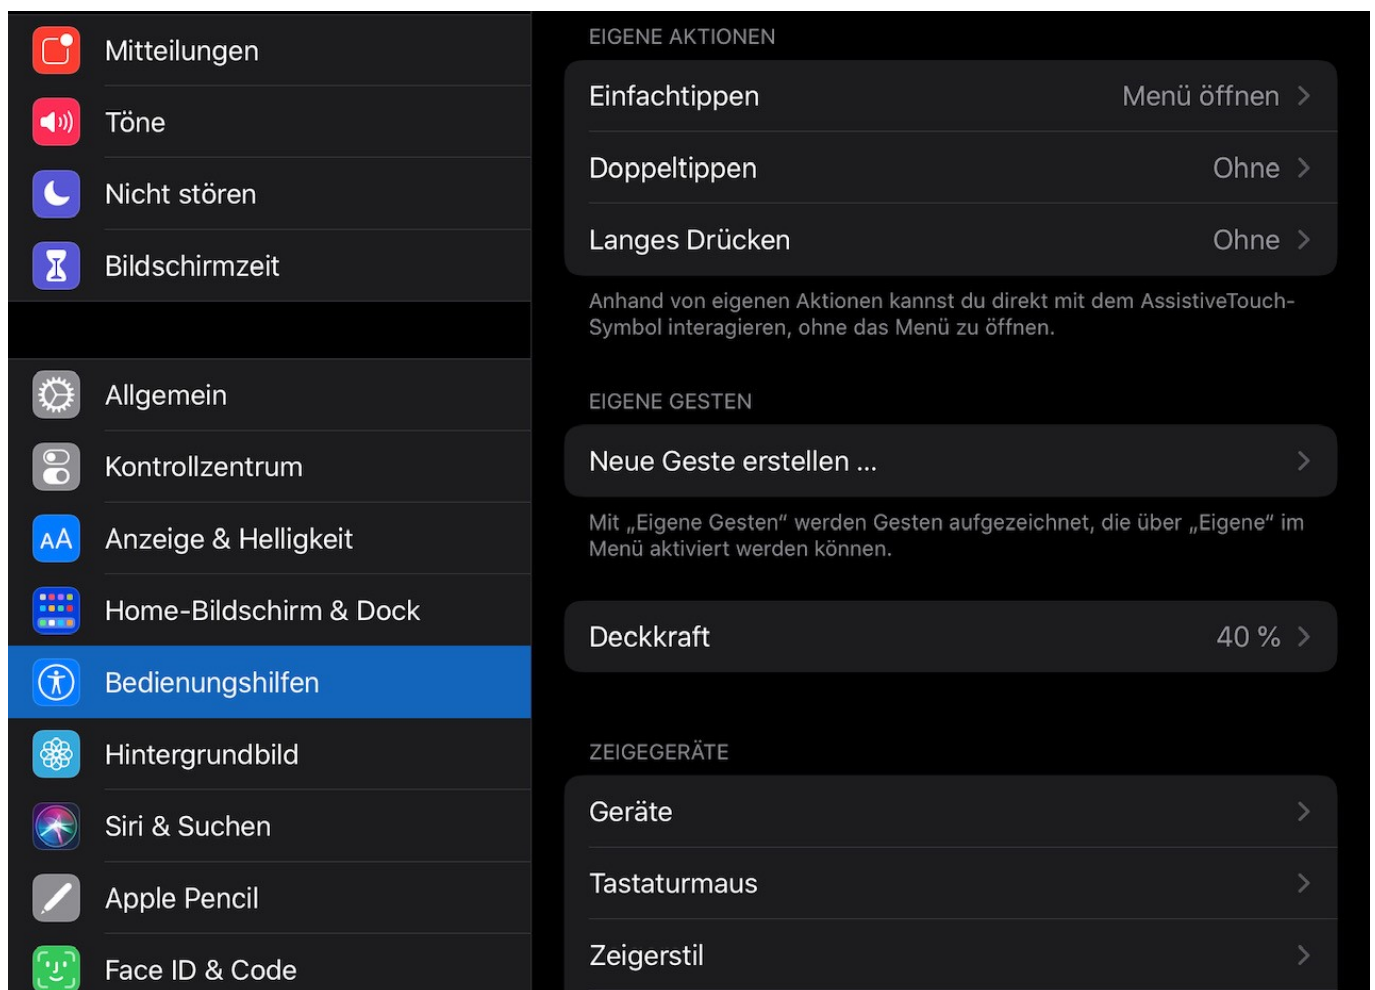 Mitteilungen
Töne
Nicht stören
Bildschirmzeit
Allgemein
Kontrollzentrum
AA Anzeige & Helligkeit
Home-Bildschirm & Dock
Bedienungshilfen
Hintergrundbild
Siri & Suchen
Apple Pencil
Face ID & Code
EIGENE AKTIONEN
Einfachtippen Menü öffnen
Doppeltippen Ohne
Langes Drücken Ohne
Anhand von eigenen Aktionen kannst du direkt mit dem AssistiveTouch-
Symbol interagieren, ohne das Menü zu öffnen.
EIGENE GESTEN
Neue Geste erstellen ...
Mit „Eigene Gesten“ werden Gesten aufgezeichnet, die über „Eigene“ im
Menü aktiviert werden können.
Deckkraft 40 %
ZEIGEGERÄTE
Geräte
Tastaturmaus
Zeigerstil